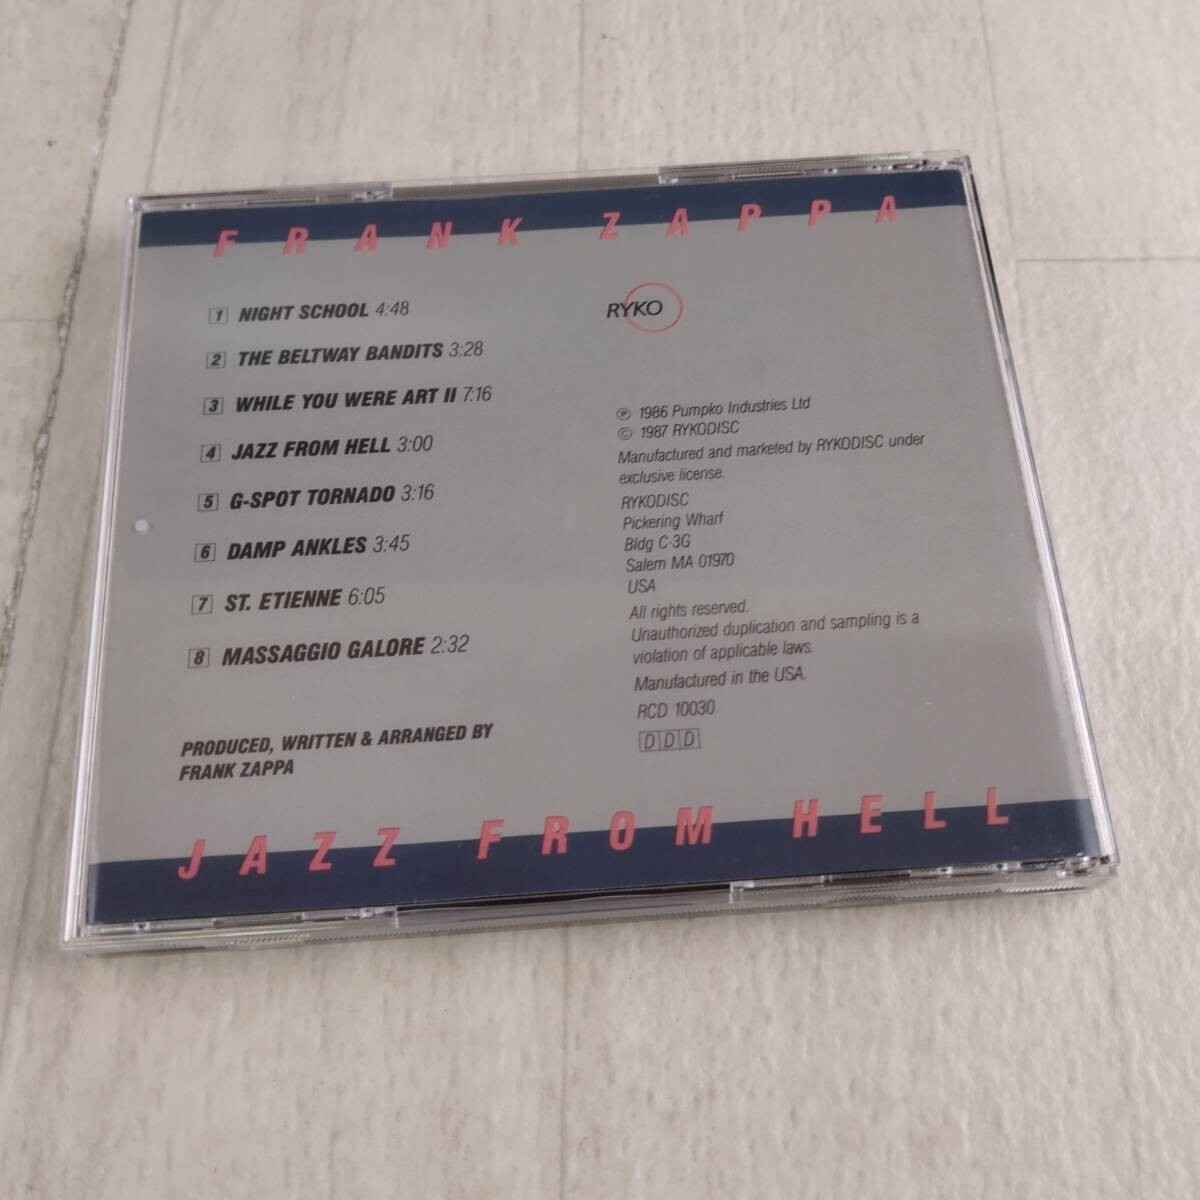 FRANK ZAPPA
1 NIGHT SCHOOL 4:48
2 THE BELTWAY BANDITS 3:28
3 WHILE YOU WERE ART II 7:16
4 JAZZ FROM HELL 3:00
5 G-SPOT TORNADO 3:16
6 DAMP ANKLES 3:45
7 ST. ETIENNE 6:05
8 MASSAGGIO GALORE 2:32
PRODUCED, WRITTEN & ARRANGED BY
FRANK ZAPPA
RYKO
℗ 1986 Pumpko Industries Ltd
© 1987 RYKODISC
Manufactured and marketed by RYKODISC under
exclusive license.
RYKODISC
Pickering Wharf
Bldg C-3G
Salem MA 01970
USA
All rights reserved.
Unauthorized duplication and sampling is a
violation of applicable laws.
Manufactured in the USA.
RCD 10030
DDD
JAZZ FROM HELL